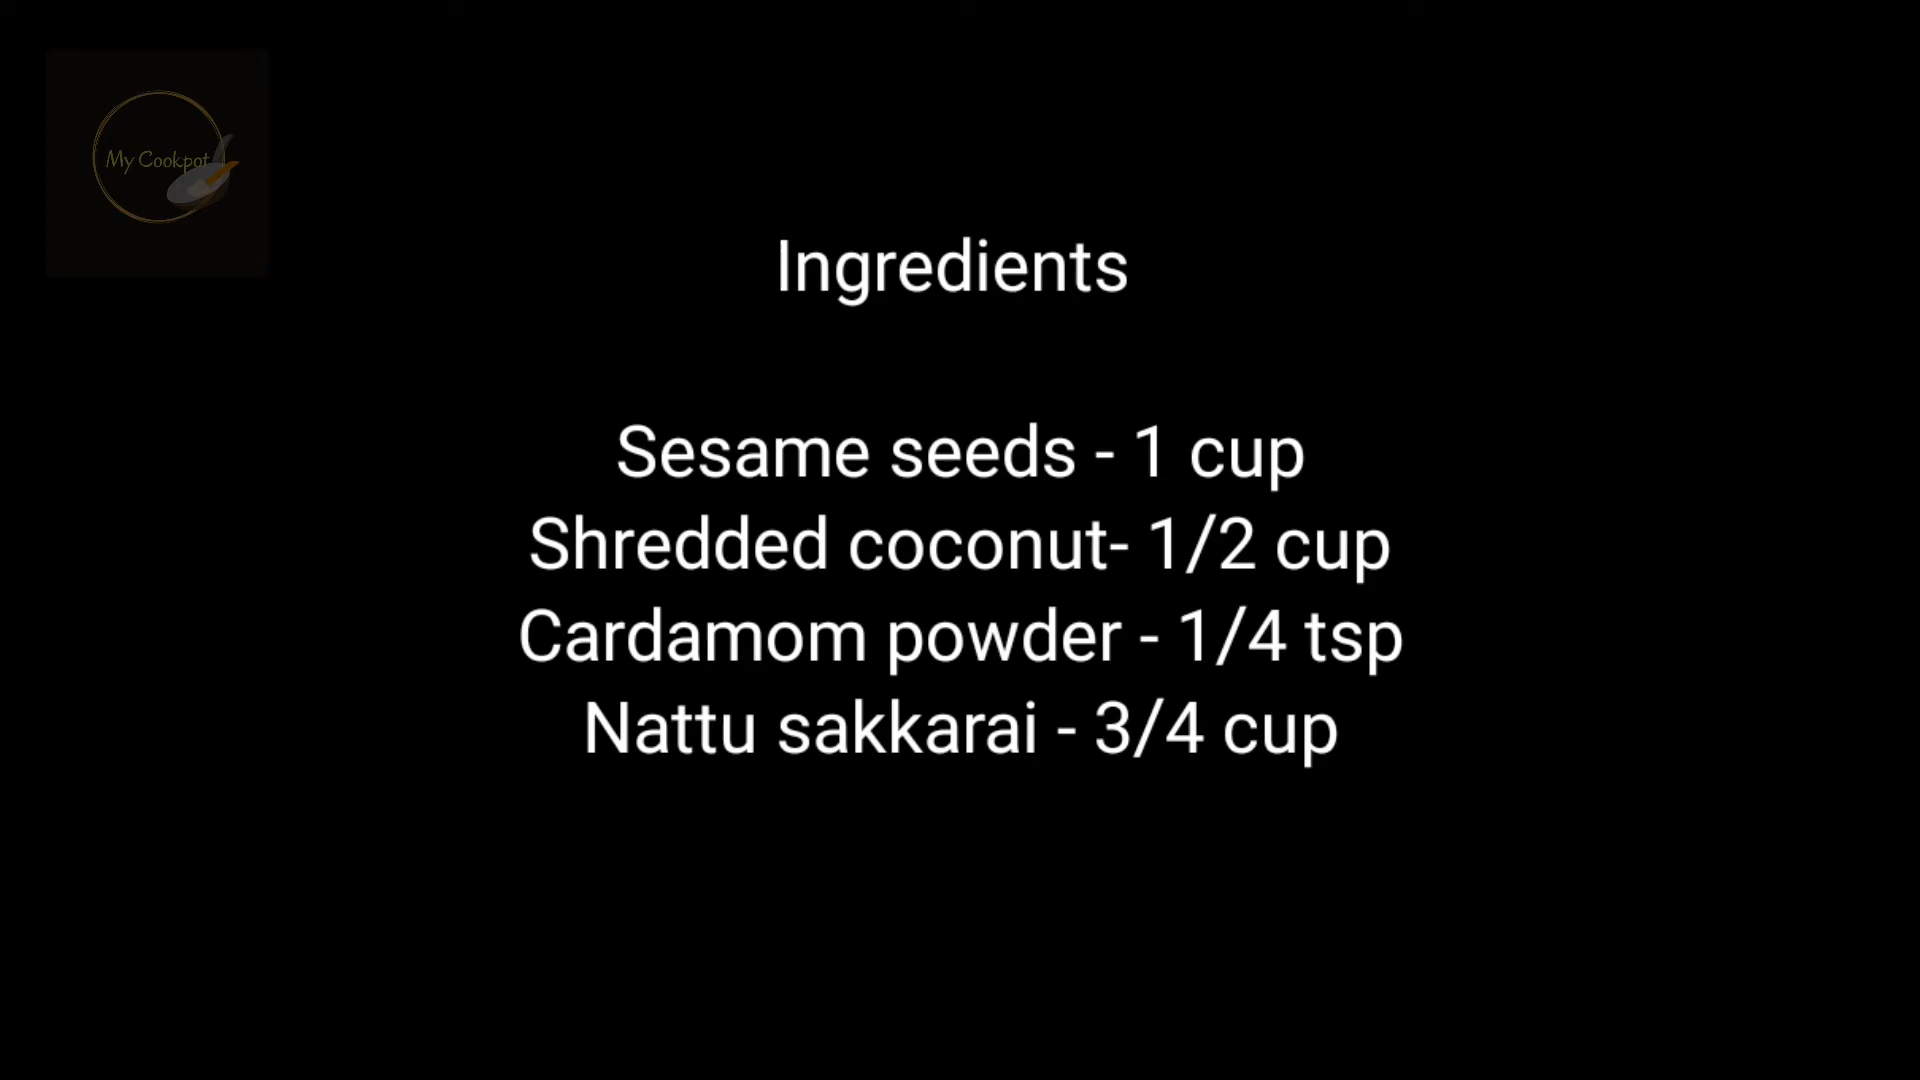 My Cookpot
Ingredients
Sesame seeds - 1 cup
Shredded coconut- 1/2 cup
Cardamom powder - 1/4 tsp
Nattu sakkarai - 3/4 cup